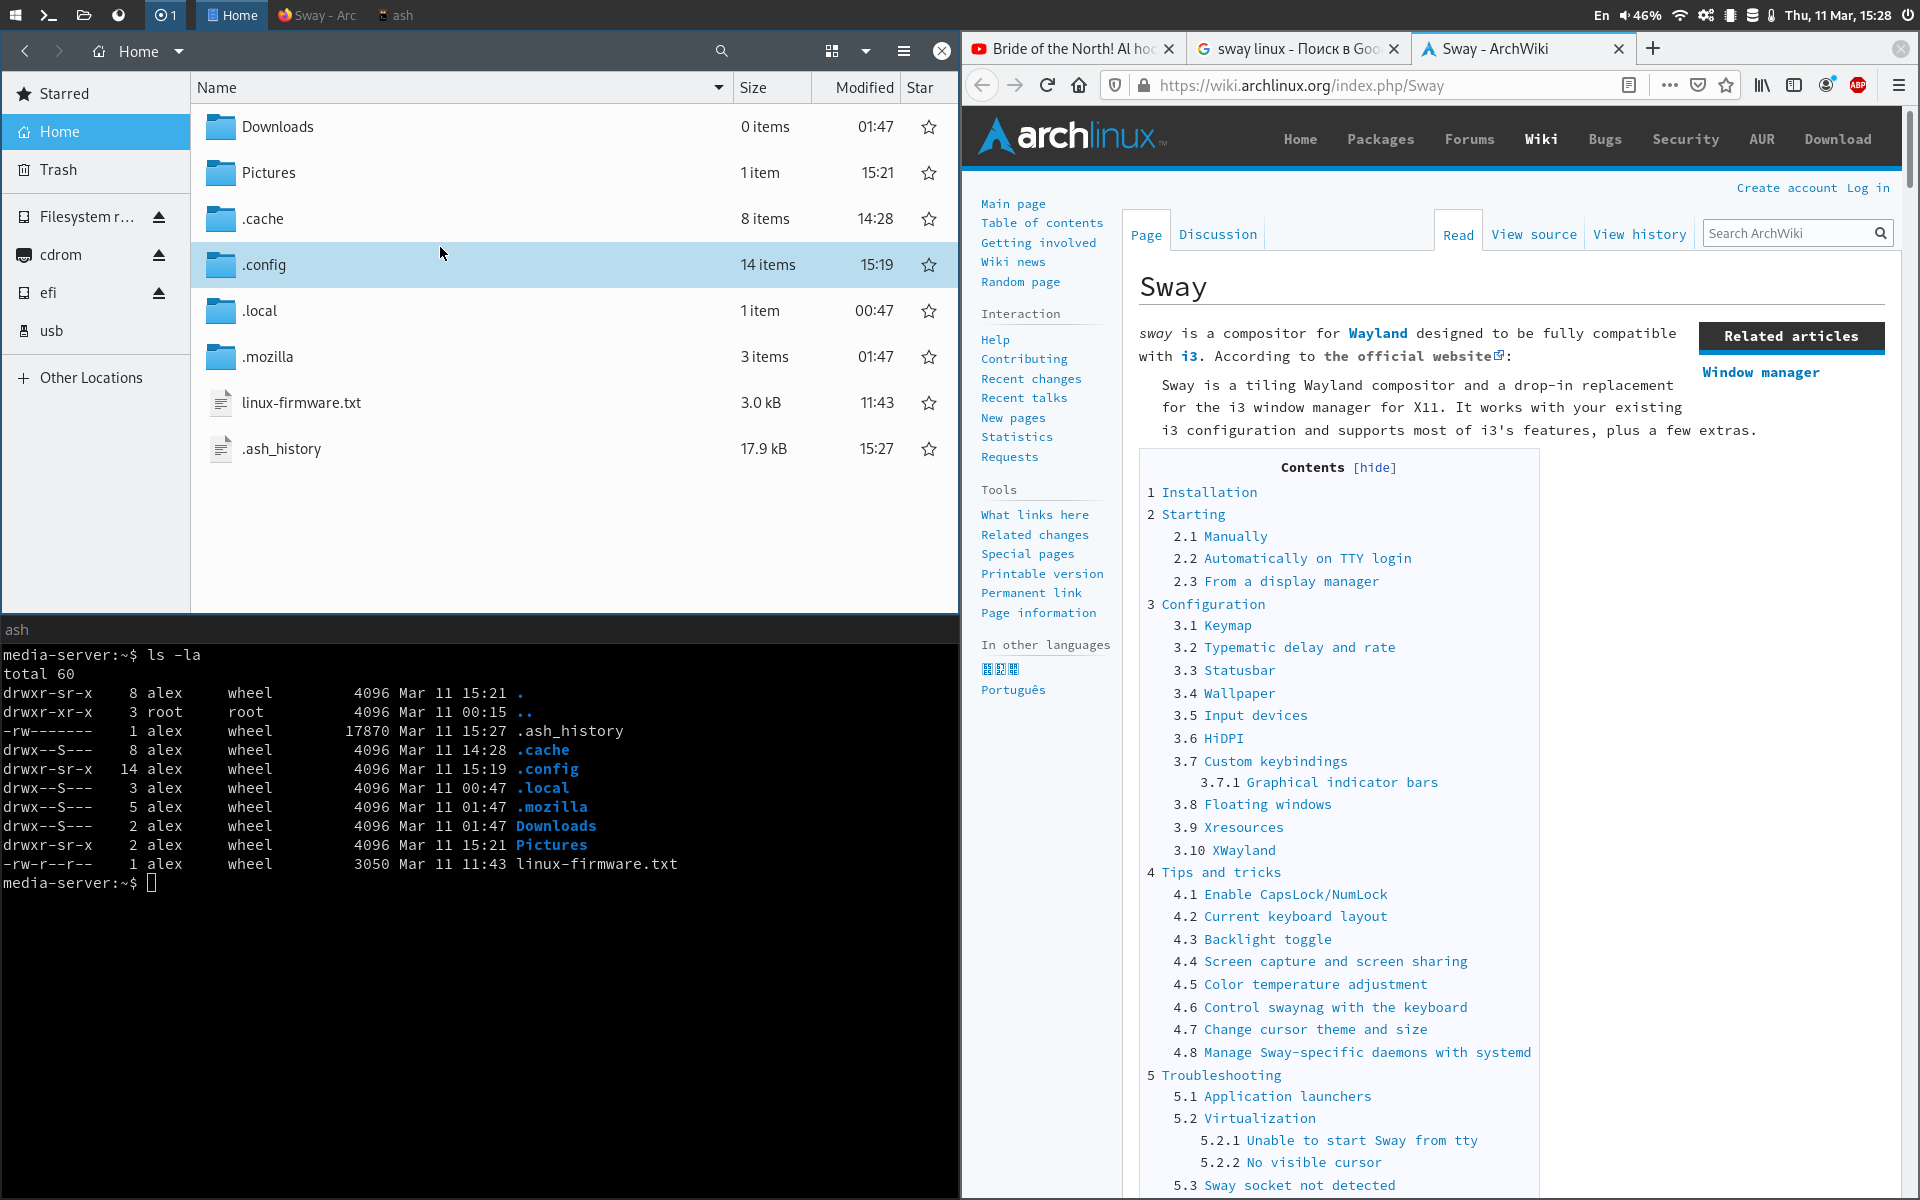 1
Home
Sway - Arc
ash
En
46%
Thu, 11 Mar, 15:28
Home
Starred
Home
Trash
Filesystem r…
cdrom
efi
usb
Other Locations
Name Size Modified Star
Downloads 0 items 01:47
Pictures 1 item 15:21
.cache 8 items 14:28
.config 14 items 15:19
.local 1 item 00:47
.mozilla 3 items 01:47
linux-firmware.txt 3.0 kB 11:43
.ash_history 17.9 kB 15:27
ash
media-server:~$ ls -la
total 60
drwxr-sr-x 8 alex wheel 4096 Mar 11 15:21 .
drwxr-xr-x 3 root root 4096 Mar 11 00:15 ..
-rw------- 1 alex wheel 17870 Mar 11 15:27 .ash_history
drwx--S--- 8 alex wheel 4096 Mar 11 14:28 .cache
drwxr-sr-x 14 alex wheel 4096 Mar 11 15:19 .config
drwx--S--- 3 alex wheel 4096 Mar 11 00:47 .local
drwx--S--- 5 alex wheel 4096 Mar 11 01:47 .mozilla
drwx--S--- 2 alex wheel 4096 Mar 11 01:47 Downloads
drwxr-sr-x 2 alex wheel 4096 Mar 11 15:21 Pictures
-rw-r--r-- 1 alex wheel 3050 Mar 11 11:43 linux-firmware.txt
media-server:~$
Bride of the North! Al hoc
sway linux - Поиск в Goo
Sway - ArchWiki
https://wiki.archlinux.org/index.php/Sway
ABP
archlinux™
Home Packages Forums Wiki Bugs Security AUR Download
Create account Log in
Main page
Table of contents
Getting involved
Wiki news
Random page
Interaction
Help
Contributing
Recent changes
Recent talks
New pages
Statistics
Requests
Tools
What links here
Related changes
Special pages
Printable version
Permanent link
Page information
In other languages
Português
Page Discussion
Read View source View history
Search ArchWiki
Sway
sway is a compositor for Wayland designed to be fully compatible
with i3. According to the official website:
Related articles
Window manager
Sway is a tiling Wayland compositor and a drop-in replacement
for the i3 window manager for X11. It works with your existing
i3 configuration and supports most of i3's features, plus a few extras.
Contents [hide]
1 Installation
2 Starting
2.1 Manually
2.2 Automatically on TTY login
2.3 From a display manager
3 Configuration
3.1 Keymap
3.2 Typematic delay and rate
3.3 Statusbar
3.4 Wallpaper
3.5 Input devices
3.6 HiDPI
3.7 Custom keybindings
3.7.1 Graphical indicator bars
3.8 Floating windows
3.9 Xresources
3.10 XWayland
4 Tips and tricks
4.1 Enable CapsLock/NumLock
4.2 Current keyboard layout
4.3 Backlight toggle
4.4 Screen capture and screen sharing
4.5 Color temperature adjustment
4.6 Control swaynag with the keyboard
4.7 Change cursor theme and size
4.8 Manage Sway-specific daemons with systemd
5 Troubleshooting
5.1 Application launchers
5.2 Virtualization
5.2.1 Unable to start Sway from tty
5.2.2 No visible cursor
5.3 Sway socket not detected